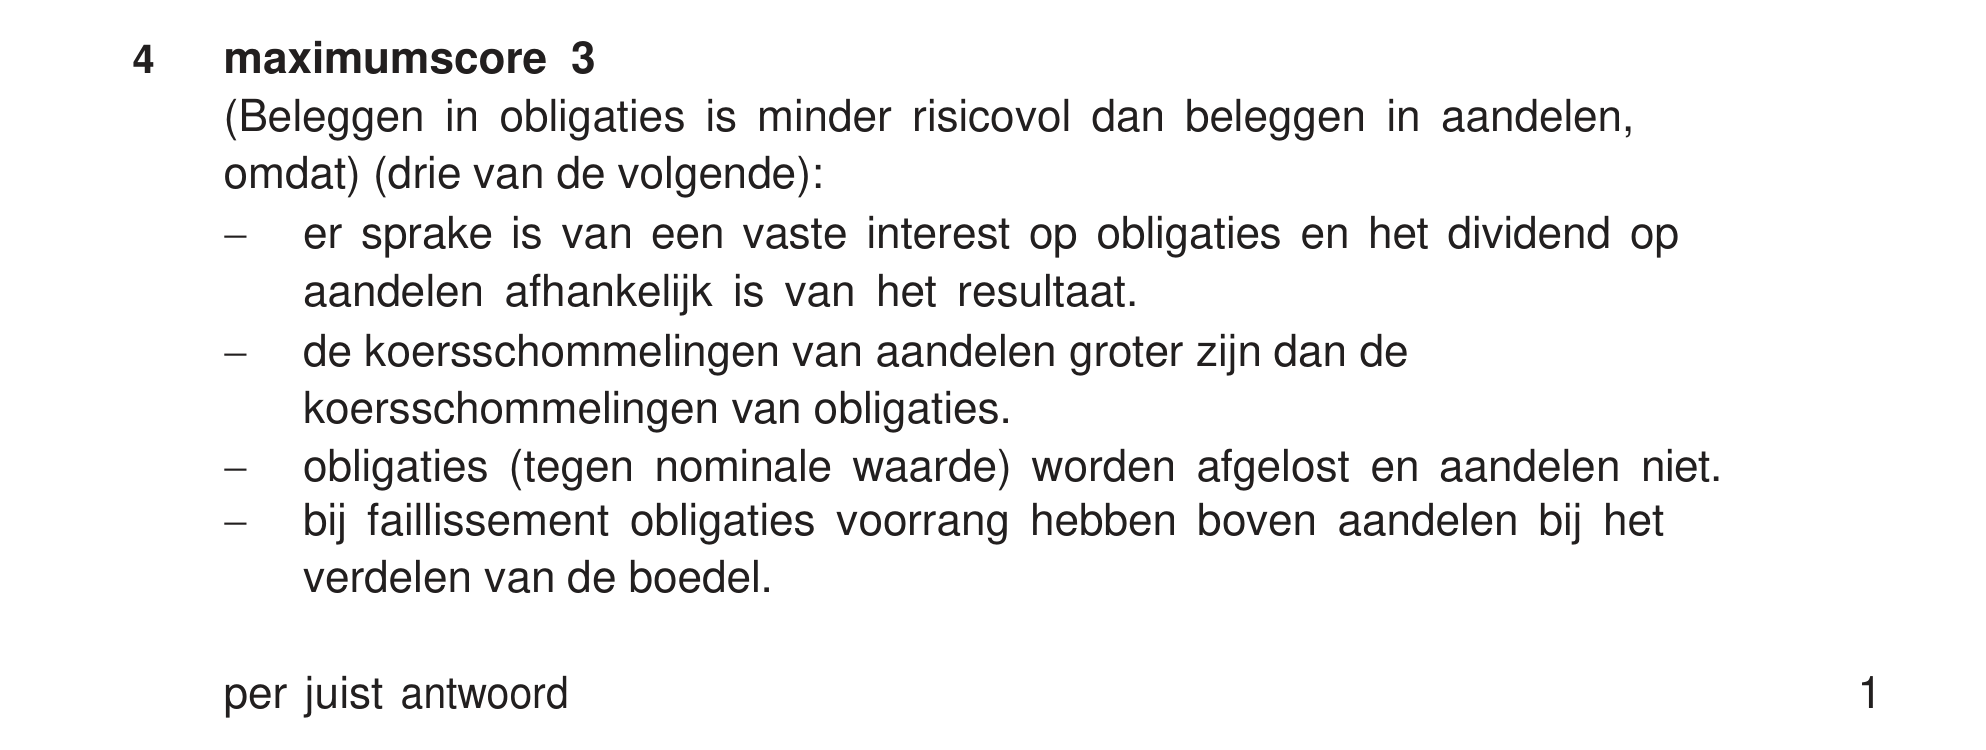 4 maximumscore 3
(Beleggen in obligaties is minder risicovol dan beleggen in aandelen,
omdat) (drie van de volgende):
– er sprake is van een vaste interest op obligaties en het dividend op
aandelen afhankelijk is van het resultaat.
– de koersschommelingen van aandelen groter zijn dan de
koersschommelingen van obligaties.
– obligaties (tegen nominale waarde) worden afgelost en aandelen niet.
– bij faillissement obligaties voorrang hebben boven aandelen bij het
verdelen van de boedel.
per juist antwoord 1